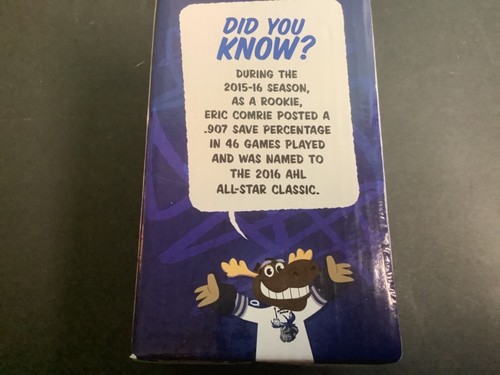 DID YOU
KNOW?
DURING THE
2015-16 SEASON,
AS A ROOKIE,
ERIC COMRIE POSTED A
.907 SAVE PERCENTAGE
IN 46 GAMES PLAYED
AND WAS NAMED TO
THE 2016 AHL
ALL-STAR CLASSIC.